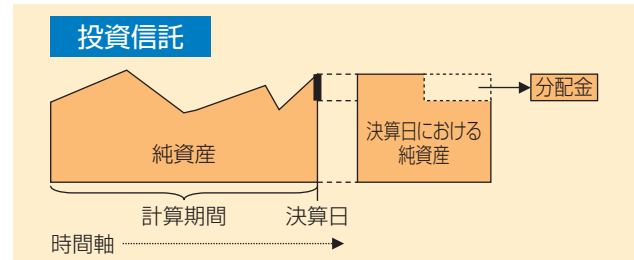 投資信託
分配金
決算日における
純資産
純資産
計算期間
決算日
時間軸